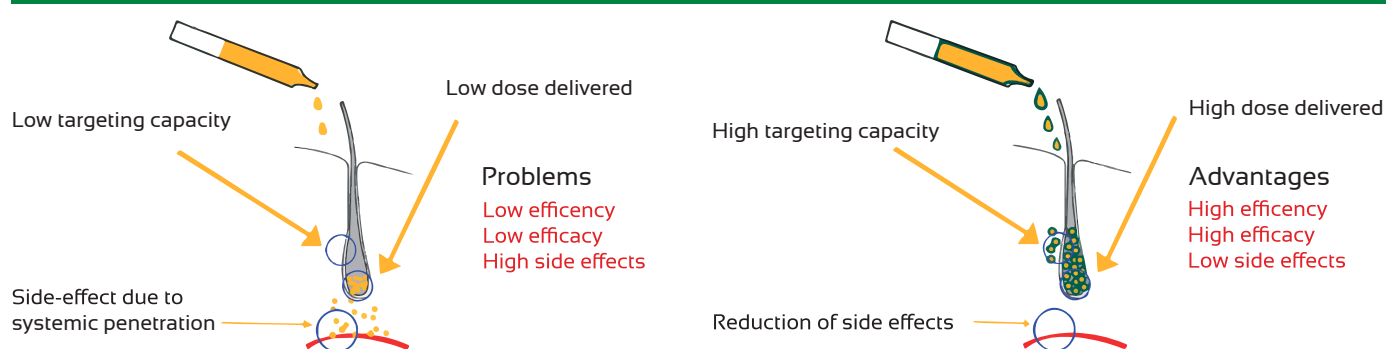 Low dose delivered
Low targeting capacity
Problems
Low efficency
Low efficacy
High side effects
Side-effect due to
systemic penetration
High dose delivered
High targeting capacity
Advantages
High efficency
High efficacy
Low side effects
Reduction of side effects